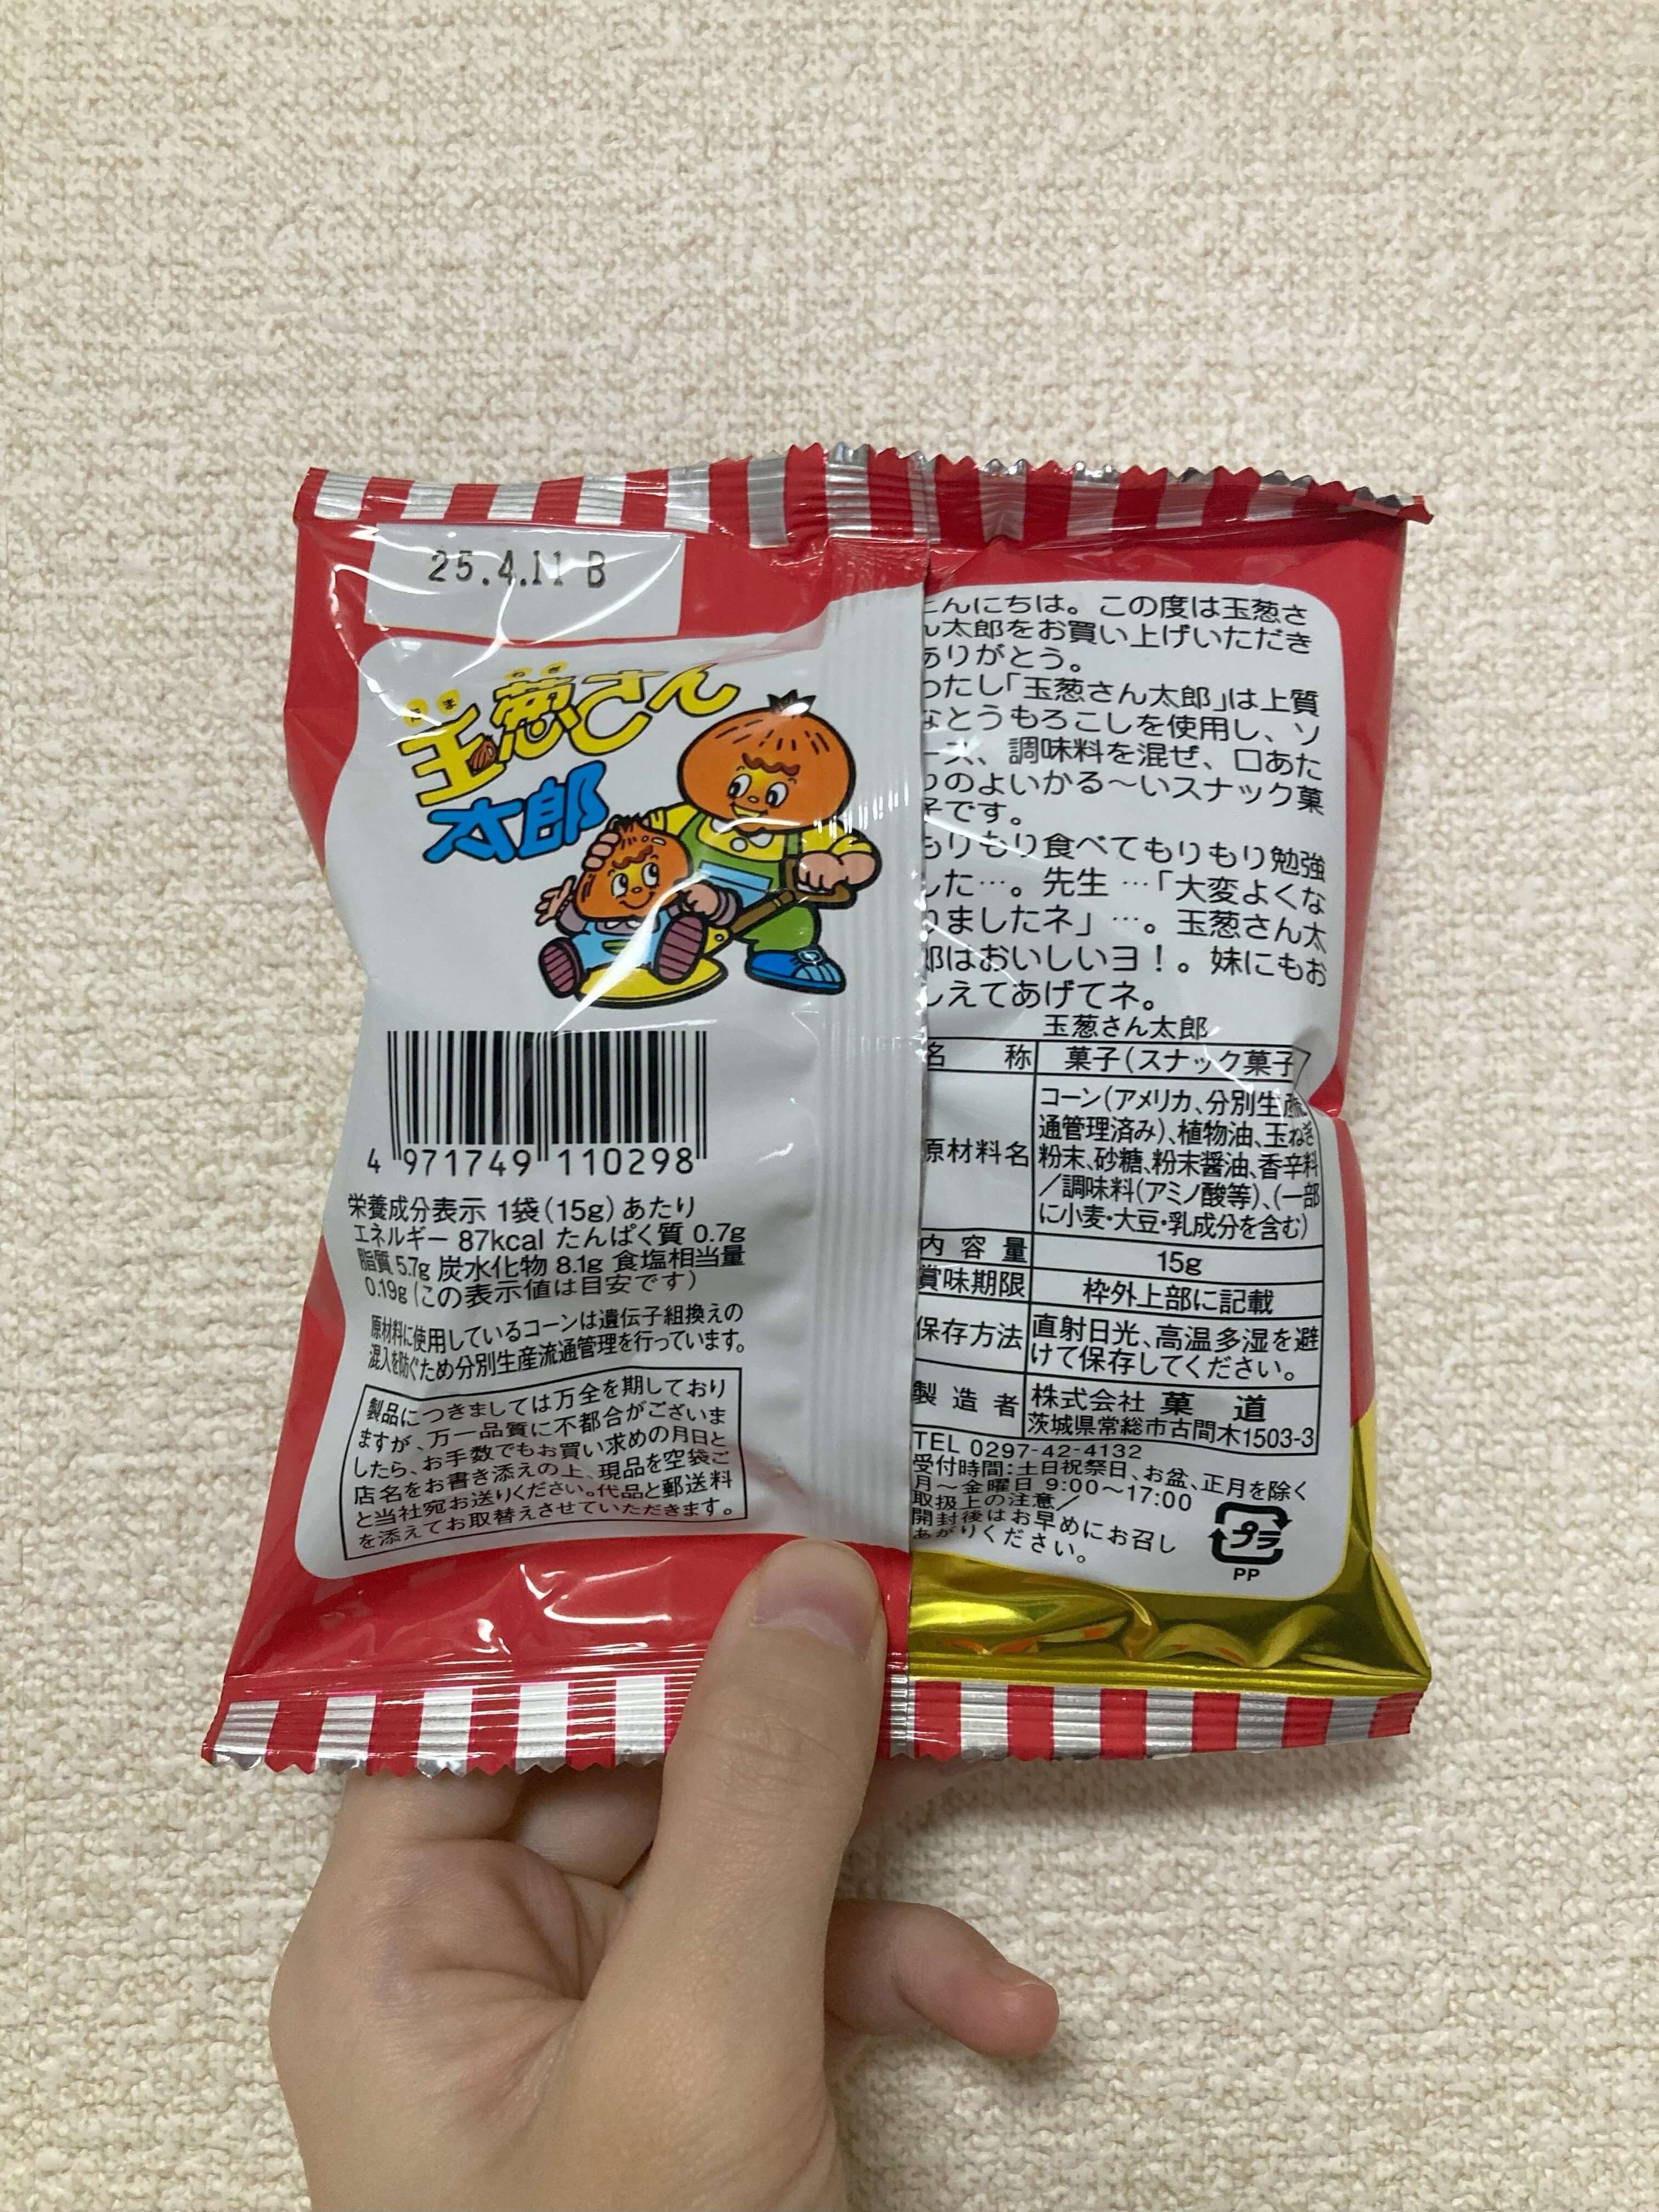 25.4.11 B
玉葱さん
太郎
4 971749 110298
栄養成分表示 1袋(15g)あたり
エネルギー 87kcal たんぱく質 0.7g
脂質 5.7g 炭水化物 8.1g 食塩相当量
0.19g(この表示値は目安です)
原材料に使用しているコーンは遺伝子組換えの
混入を防ぐため分別生産流通管理を行っています。
製品につきましては万全を期しており
ますが、万一品質に不都合がございま
したら、お手数でもお買い求めの月日と
店名をお書き添えの上、現品を空袋ご
と当社宛お送りください。代品と郵送料
を添えてお取替えさせていただきます。
こんにちは。この度は玉葱さ
ん太郎をお買い上げいただき
ありがとう。
わたし「玉葱さん太郎」は上質
なとうもろこしを使用し、ソ
ース、調味料を混ぜ、口あた
りのよいかる〜いスナック菓
子です。
もりもり食べてもりもり勉強
した…。先生…「大変よくな
りましたネ」…。玉葱さん太
郎はおいしいヨ!。妹にもお
しえてあげてネ。
玉葱さん太郎
名称 菓子(スナック菓子)
原材料名 コーン(アメリカ、分別生産流
通管理済み)、植物油、玉ねぎ
粉末、砂糖、粉末醤油、香辛料
/調味料(アミノ酸等)、(一部
に小麦・大豆・乳成分を含む)
内容量 15g
賞味期限 枠外上部に記載
保存方法 直射日光、高温多湿を避
けて保存してください。
製造者 株式会社 菓道
茨城県常総市古間木1503-3
TEL 0297-42-4132
受付時間:土日祝祭日、お盆、正月を除く
月〜金曜日 9:00〜17:00
取扱上の注意/
開封後はお早めにお召し
あがりください。
プラ
PP